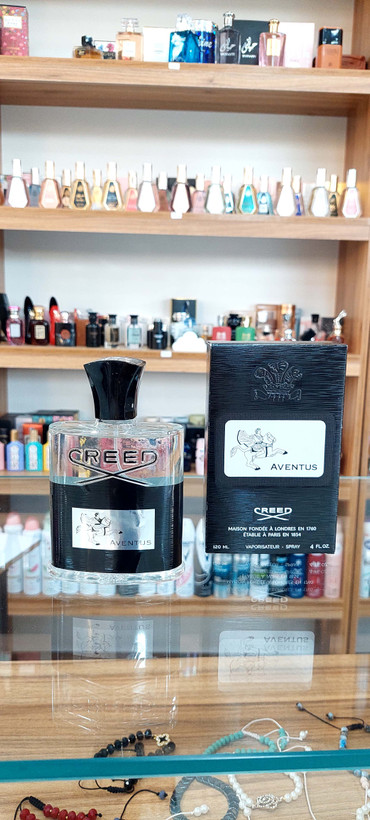 CREED
AVENTUS
AVENTUS
CREED
MAISON FONDÉE À LONDRES EN 1760
ÉTABLIE À PARIS EN 1854
120 ML VAPORISATEUR - SPRAY 4 FL.OZ.